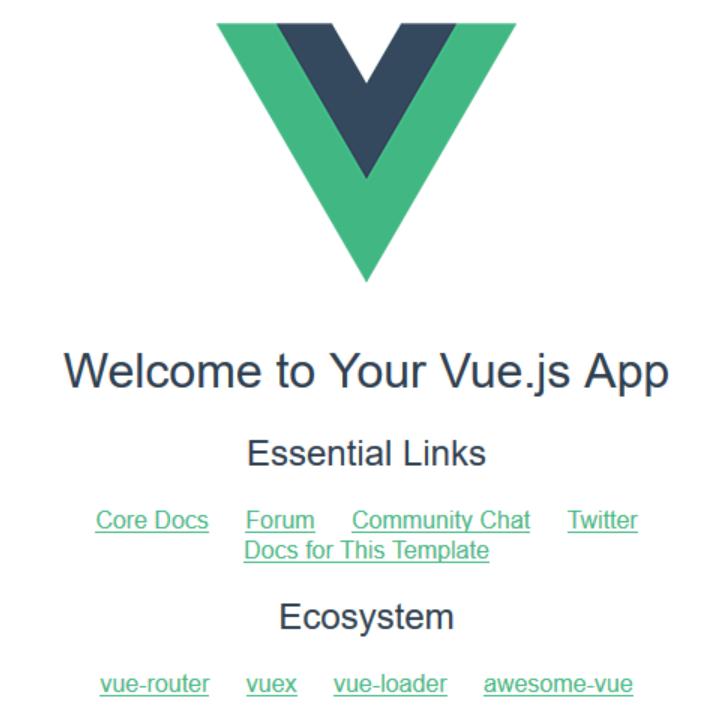 Welcome to Your Vue.js App
Essential Links
Core Docs Forum Community Chat Twitter
Docs for This Template
Ecosystem
vue-router vuex vue-loader awesome-vue